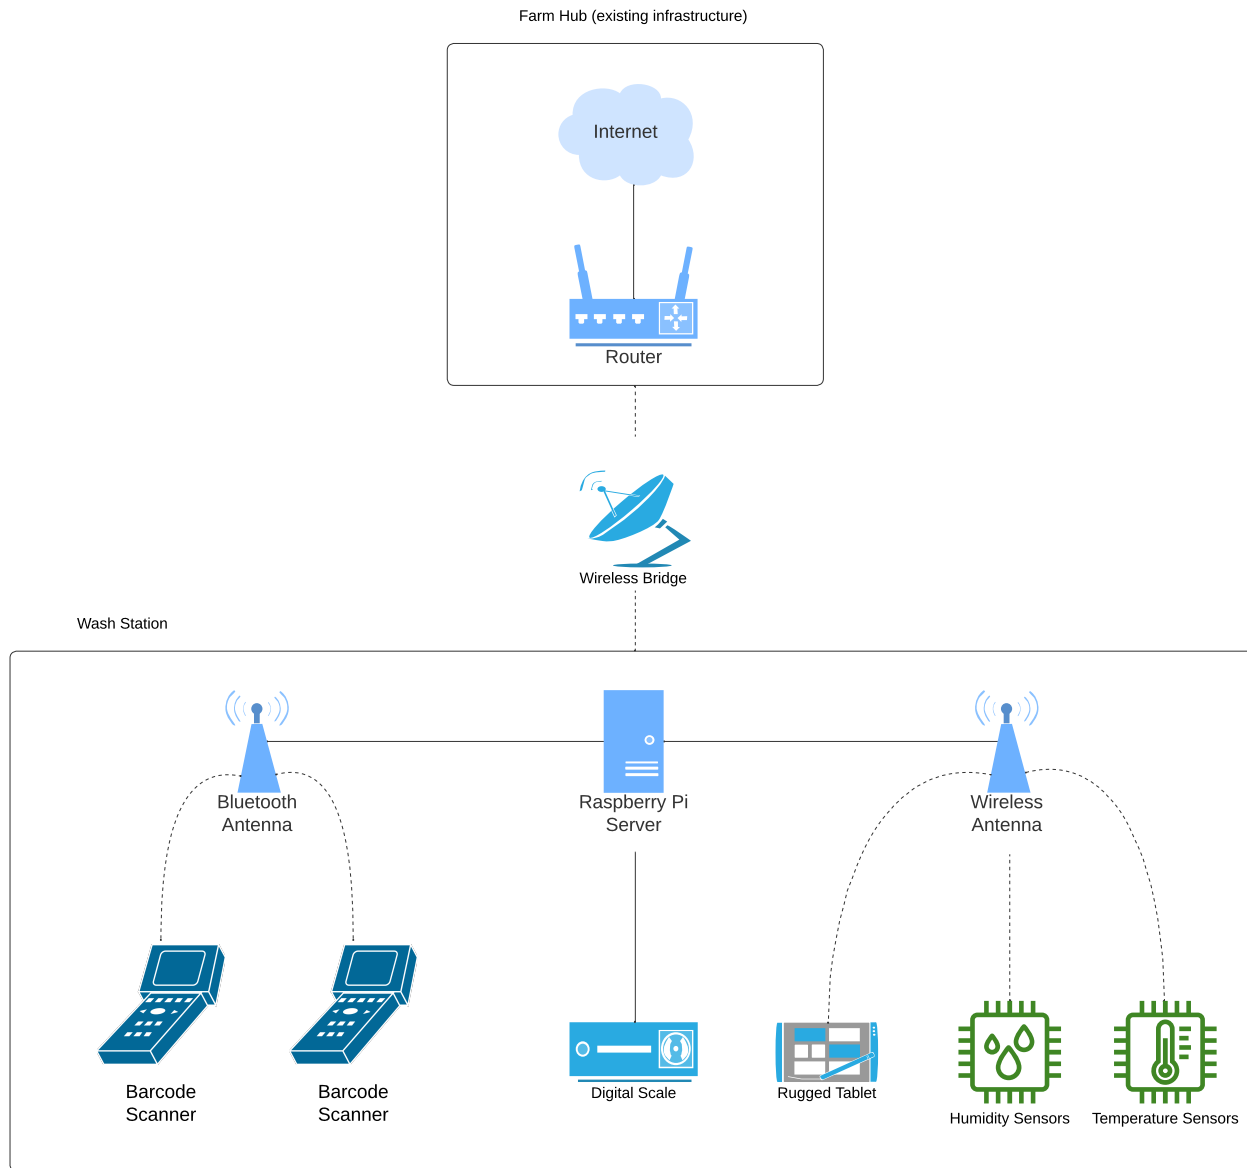 Farm Hub (existing infrastructure)
Internet
Router
Wireless Bridge
Wash Station
Bluetooth
Antenna
Raspberry Pi
Server
Wireless
Antenna
Barcode
Scanner
Barcode
Scanner
Digital Scale
Rugged Tablet
Humidity Sensors
Temperature Sensors